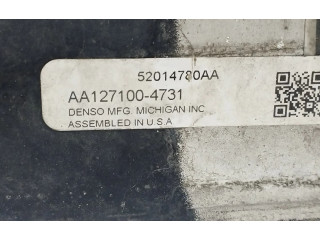 52014780AA
AA127100-4731
DENSO MFG. MICHIGAN INC
ASSEMBLED IN U S A